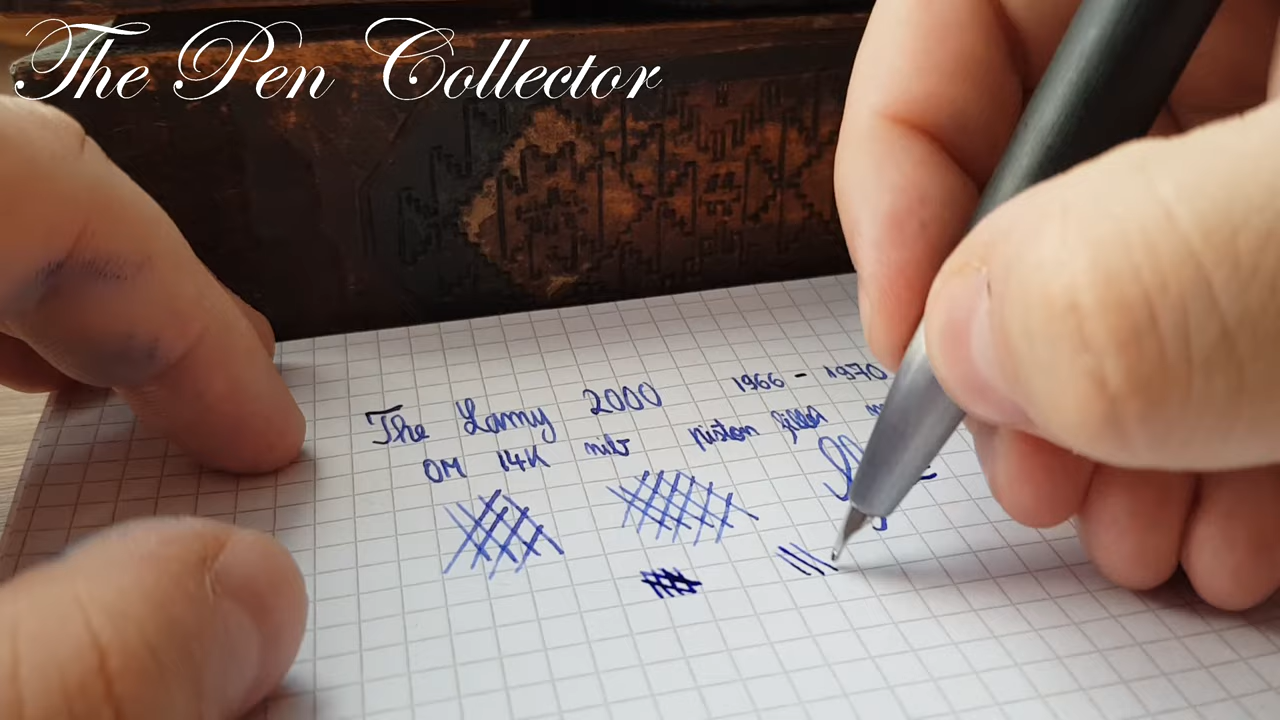 The Pen Collector
The Lamy 2000 1966 - 1970
OM 14K nib piston filled